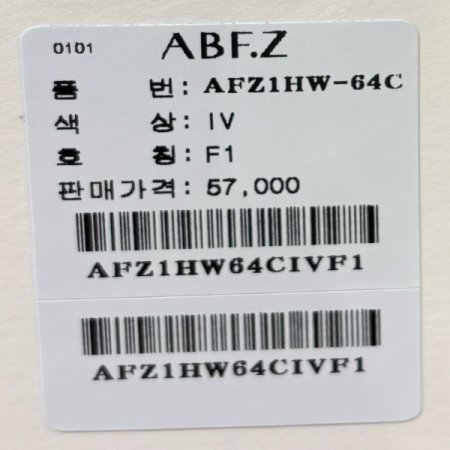 0101 ABF.Z
품 번: AFZ1HW-64C
색 상: IV
호 칭: F1
판매가격: 57,000
AFZ1HW64CIVF1
AFZ1HW64CIVF1